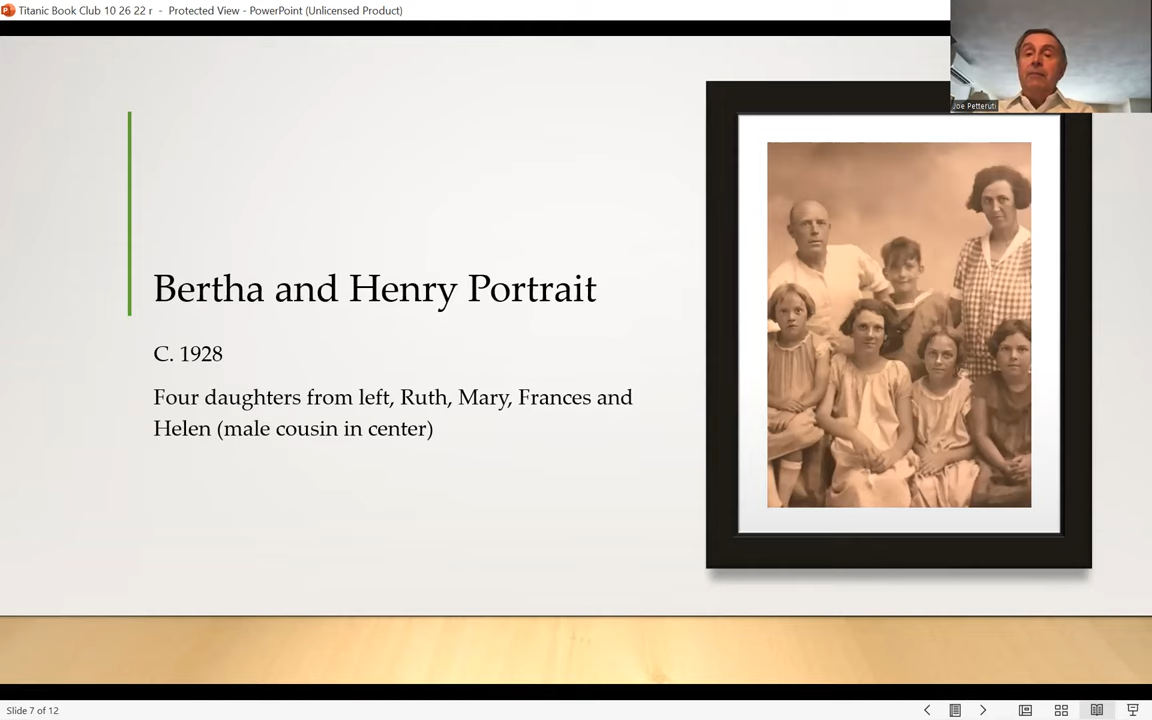 Titanic Book Club 10 26 22 r - Protected View - PowerPoint (Unlicensed Product)
Joe Petteruti
Bertha and Henry Portrait
C. 1928
Four daughters from left, Ruth, Mary, Frances and
Helen (male cousin in center)
Slide 7 of 12